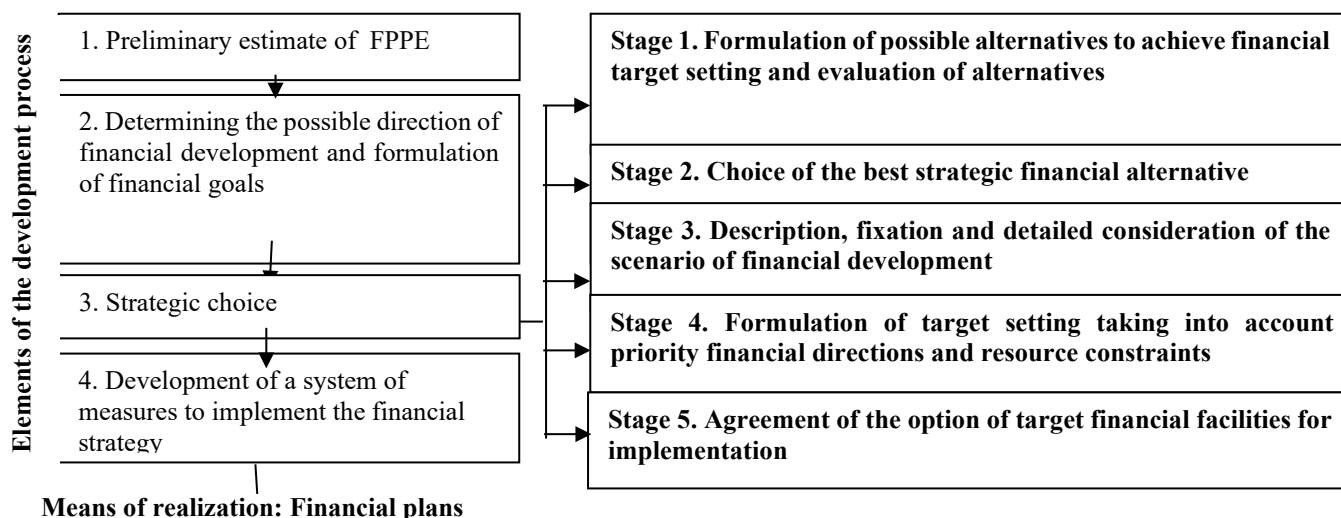 Elements of the development process
1. Preliminary estimate of FPPE
2. Determining the possible direction of
financial development and formulation
of financial goals
3. Strategic choice
4. Development of a system of
measures to implement the financial
strategy
Means of realization: Financial plans
Stage 1. Formulation of possible alternatives to achieve financial
target setting and evaluation of alternatives
Stage 2. Choice of the best strategic financial alternative
Stage 3. Description, fixation and detailed consideration of the
scenario of financial development
Stage 4. Formulation of target setting taking into account
priority financial directions and resource constraints
Stage 5. Agreement of the option of target financial facilities for
implementation